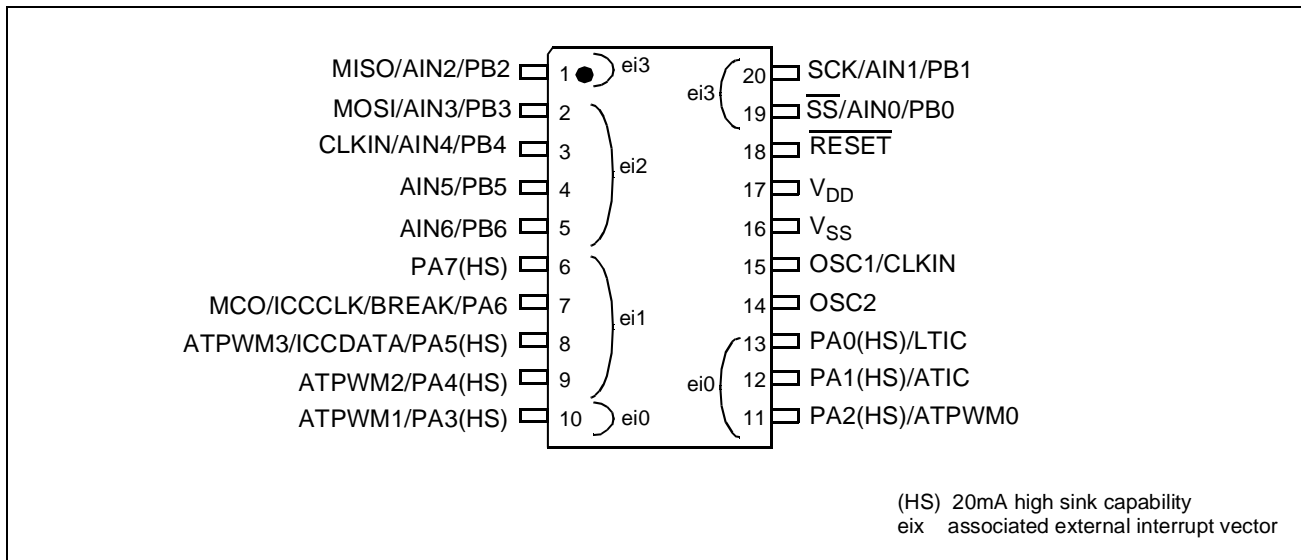 MISO/AIN2/PB2 1 ei3 20 SCK/AIN1/PB1
MOSI/AIN3/PB3 2 ei3 19 S̅S̅/AIN0/PB0
CLKIN/AIN4/PB4 3 18 R̅E̅S̅E̅T̅
ei2
AIN5/PB5 4 17 VDD
AIN6/PB6 5 16 VSS
PA7(HS) 6 15 OSC1/CLKIN
MCO/ICCCLK/BREAK/PA6 7 14 OSC2
ei1
ATPWM3/ICCDATA/PA5(HS) 8 13 PA0(HS)/LTIC
ATPWM2/PA4(HS) 9 ei0 12 PA1(HS)/ATIC
ATPWM1/PA3(HS) 10 ei0 11 PA2(HS)/ATPWM0
(HS) 20mA high sink capability
eix associated external interrupt vector